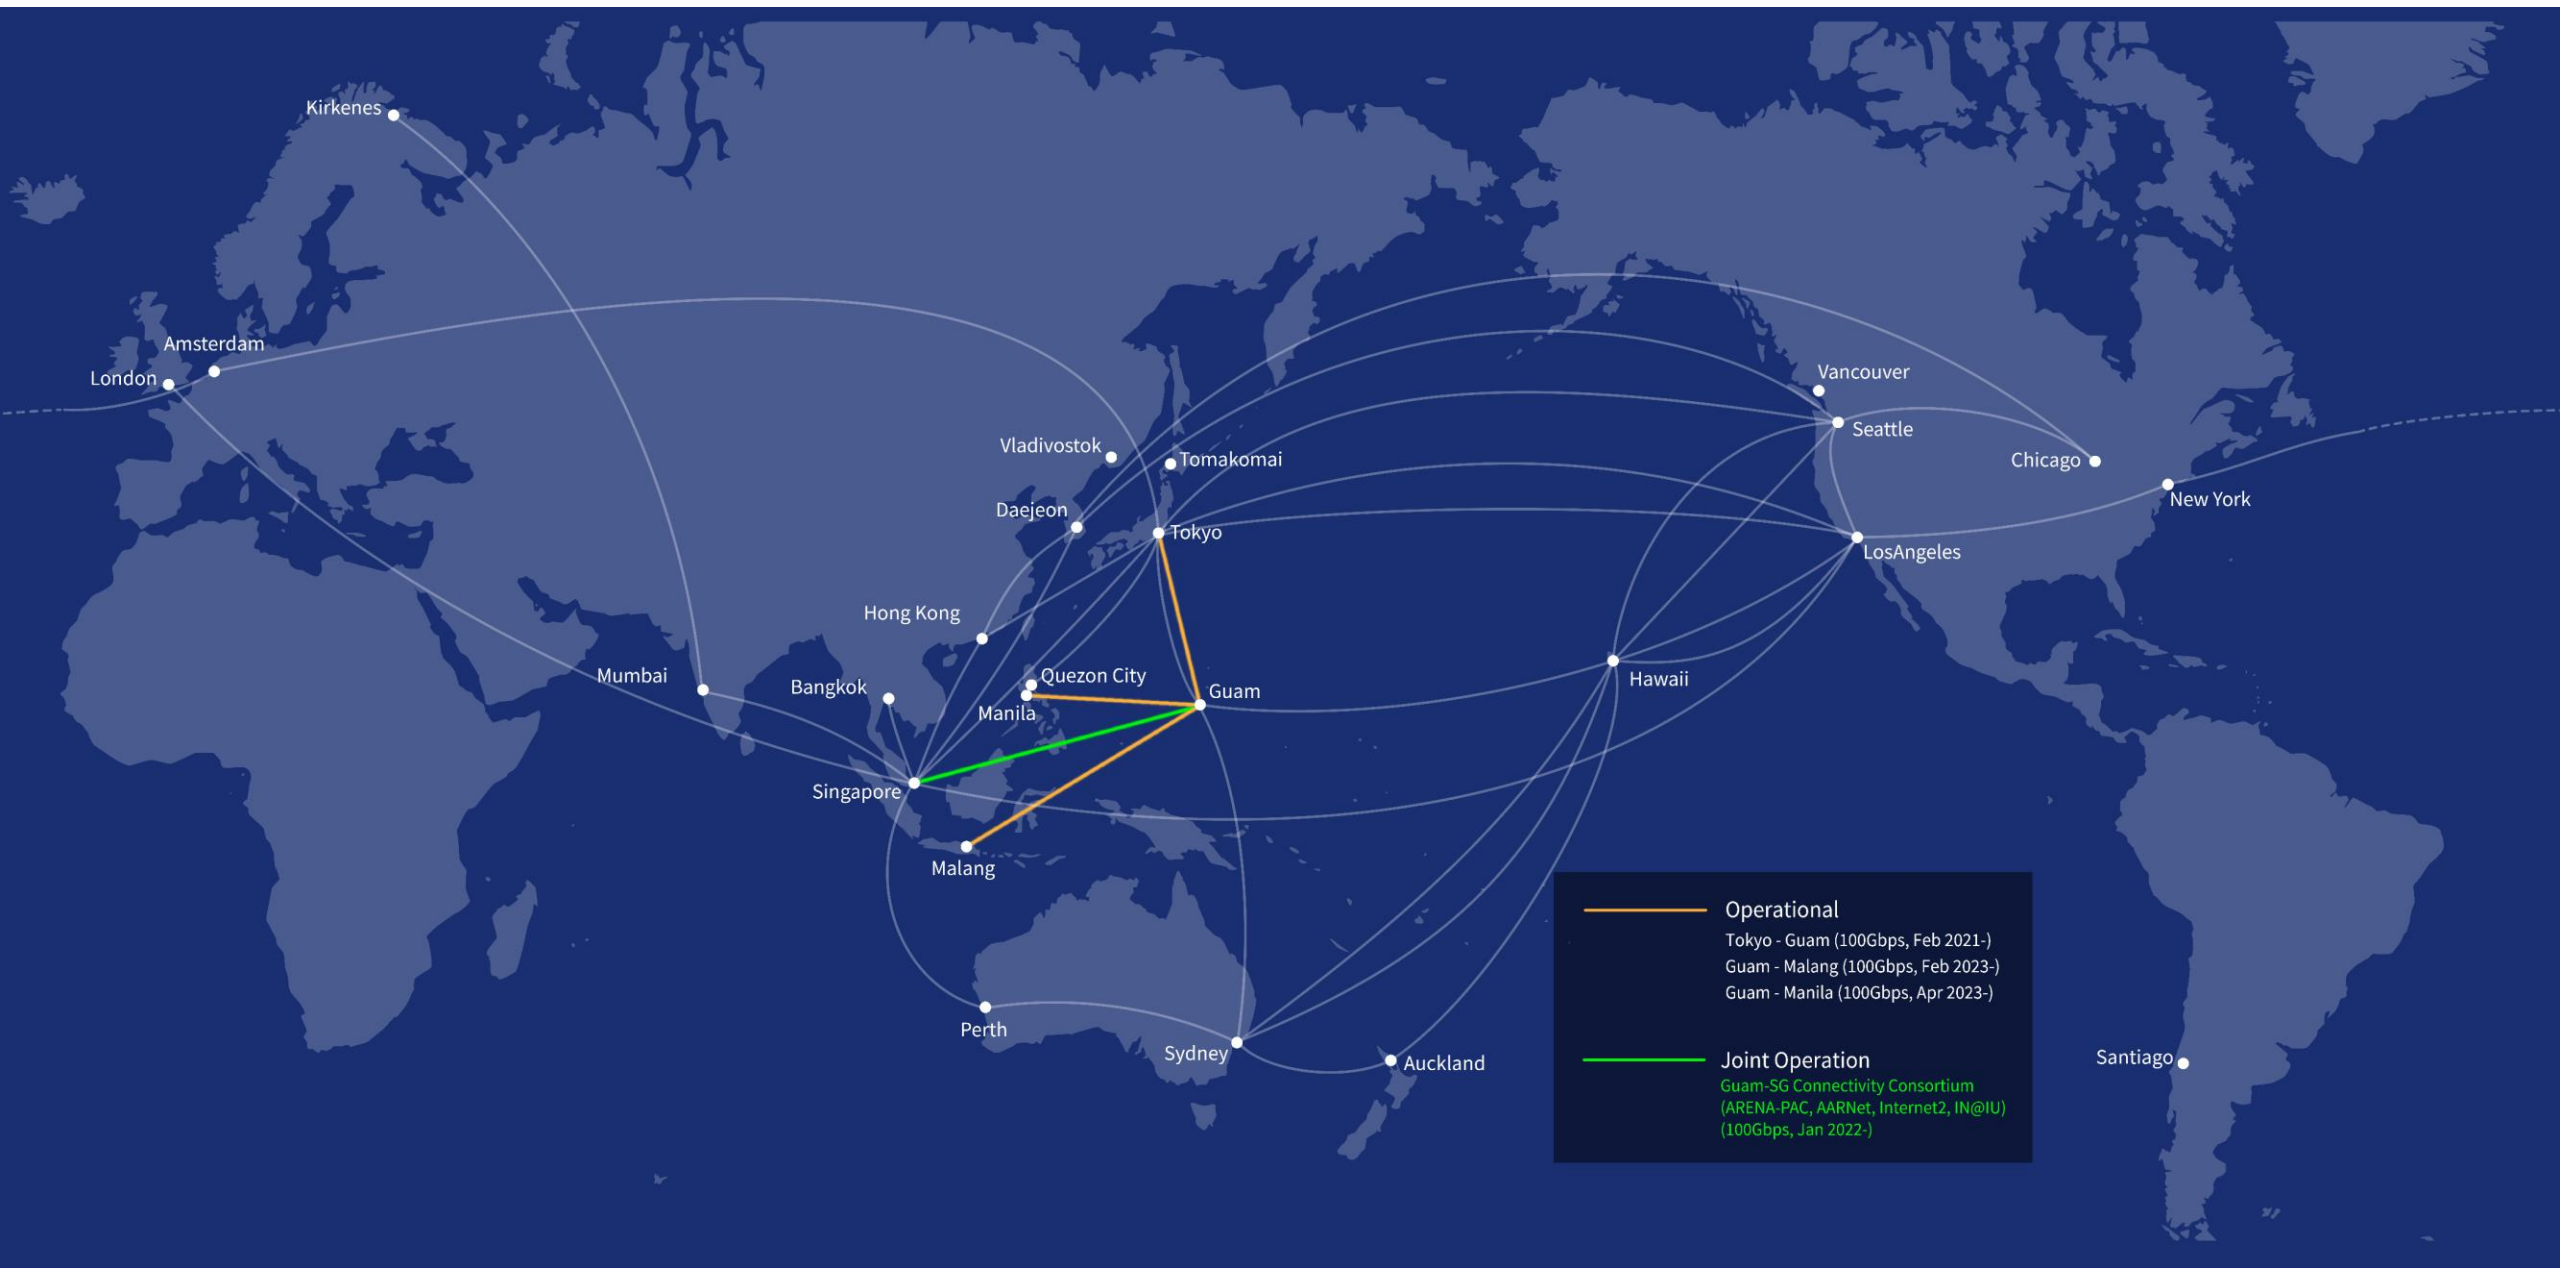 Kirkenes
Amsterdam
London
Vancouver
Seattle
Vladivostok
Tomakomai
Chicago
New York
Daejeon
Tokyo
LosAngeles
Hong Kong
Mumbai
Bangkok
Quezon City
Manila
Guam
Hawaii
Singapore
Malang
Perth
Sydney
Auckland
Santiago
Operational
Tokyo - Guam (100Gbps, Feb 2021-)
Guam - Malang (100Gbps, Feb 2023-)
Guam - Manila (100Gbps, Apr 2023-)
Joint Operation
Guam-SG Connectivity Consortium
(ARENA-PAC, AARNet, Internet2, IN@IU)
(100Gbps, Jan 2022-)